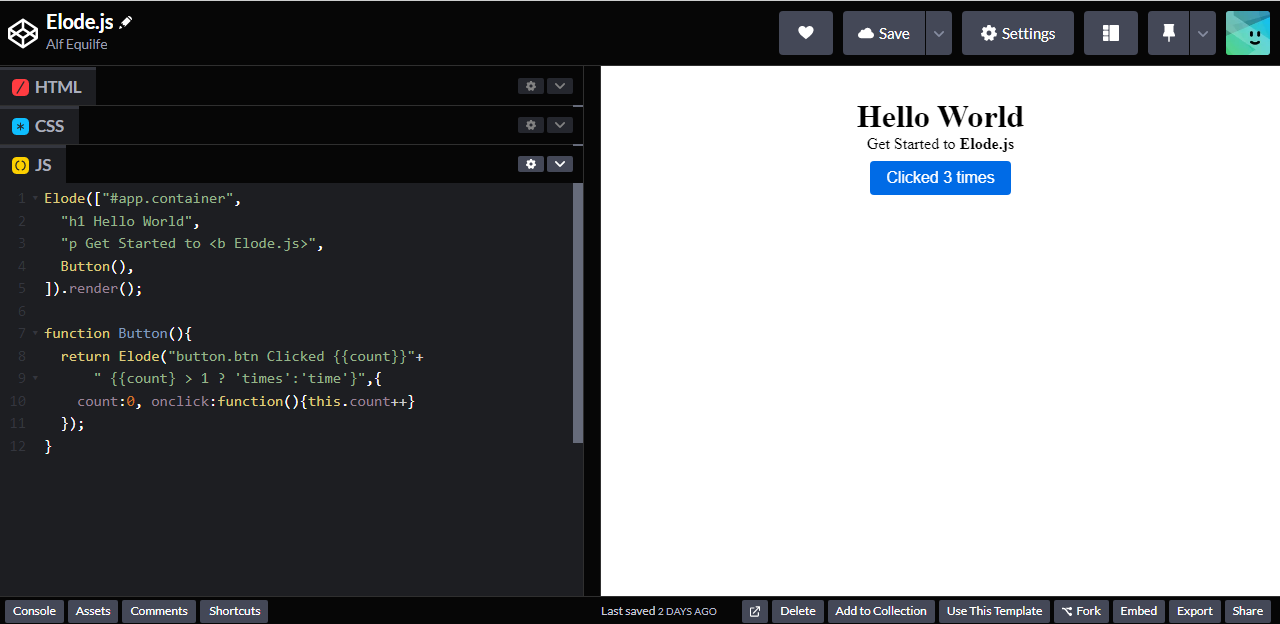 Elode.js
Alf Equilfe
Save
Settings
HTML
CSS
JS
1 Elode(["#app.container",
2 "h1 Hello World",
3 "p Get Started to <b Elode.js>",
4 Button(),
5 ]).render();
6
7 function Button(){
8 return Elode("button.btn Clicked {{count}}"+
9 " {{count} > 1 ? 'times':'time'}",{
10 count:0, onclick:function(){this.count++}
11 });
12 }
Hello World
Get Started to Elode.js
Clicked 3 times
Console Assets Comments Shortcuts Last saved 2 DAYS AGO Delete Add to Collection Use This Template Fork Embed Export Share